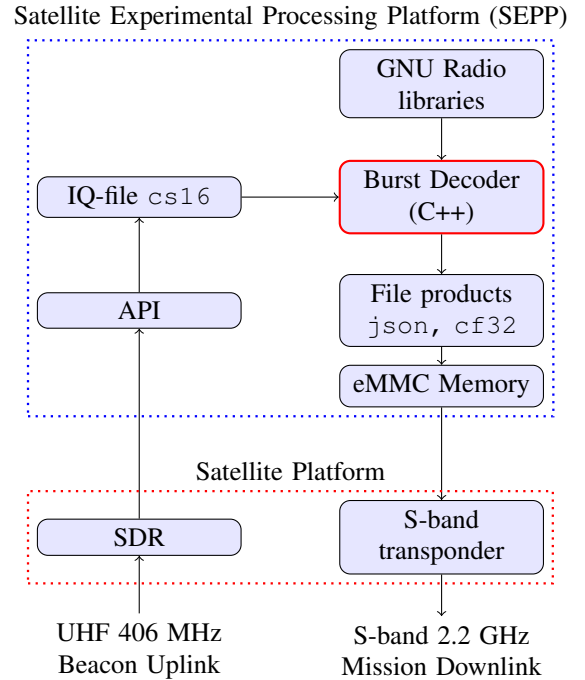 Satellite Experimental Processing Platform (SEPP)
GNU Radio
libraries
IQ-file cs16
Burst Decoder
(C++)
API
File products
json, cf32
eMMC Memory
Satellite Platform
SDR
S-band
transponder
UHF 406 MHz
Beacon Uplink
S-band 2.2 GHz
Mission Downlink